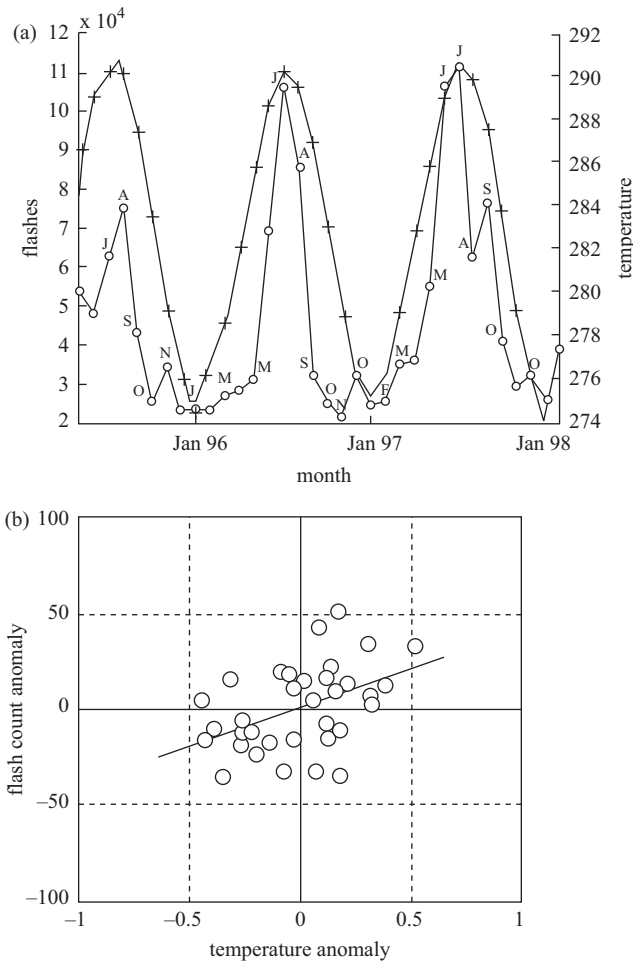 (a)
x 10⁴
12
11
10
9
8
7
6
5
4
3
2
flashes
292
290
288
286
284
282
280
278
276
274
temperature
J
A
S
O
N
J
M
M
J
A
S
O
N
O
F
M
M
J
J
A
S
O
O
Jan 96
Jan 97
Jan 98
month
(b)
100
50
0
–50
–100
flash count anomaly
–1
–0.5
0
0.5
1
temperature anomaly